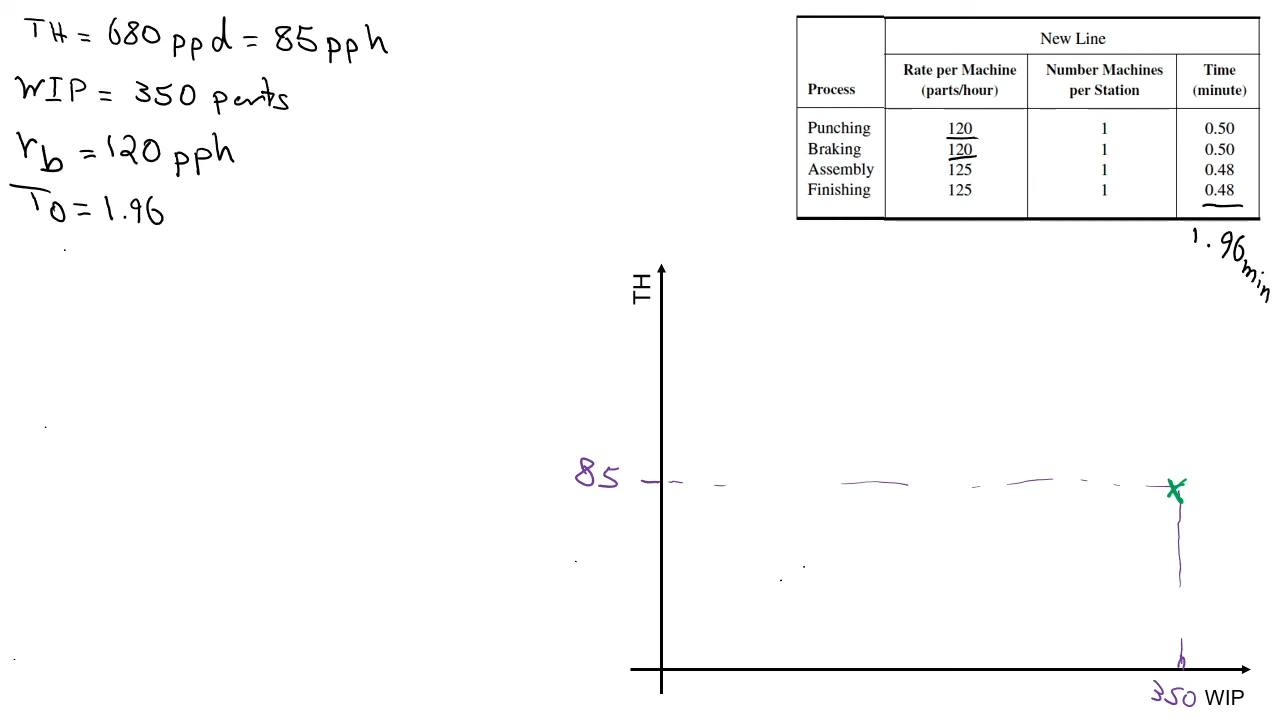 TH = 680 ppd = 85 pph
WIP = 350 parts
rb = 120 pph
T0 = 1.96
New Line
Process Rate per Machine (parts/hour) Number Machines per Station Time (minute)
Punching 120 1 0.50
Braking 120 1 0.50
Assembly 125 1 0.48
Finishing 125 1 0.48
1.96 min
TH
85
350 WIP